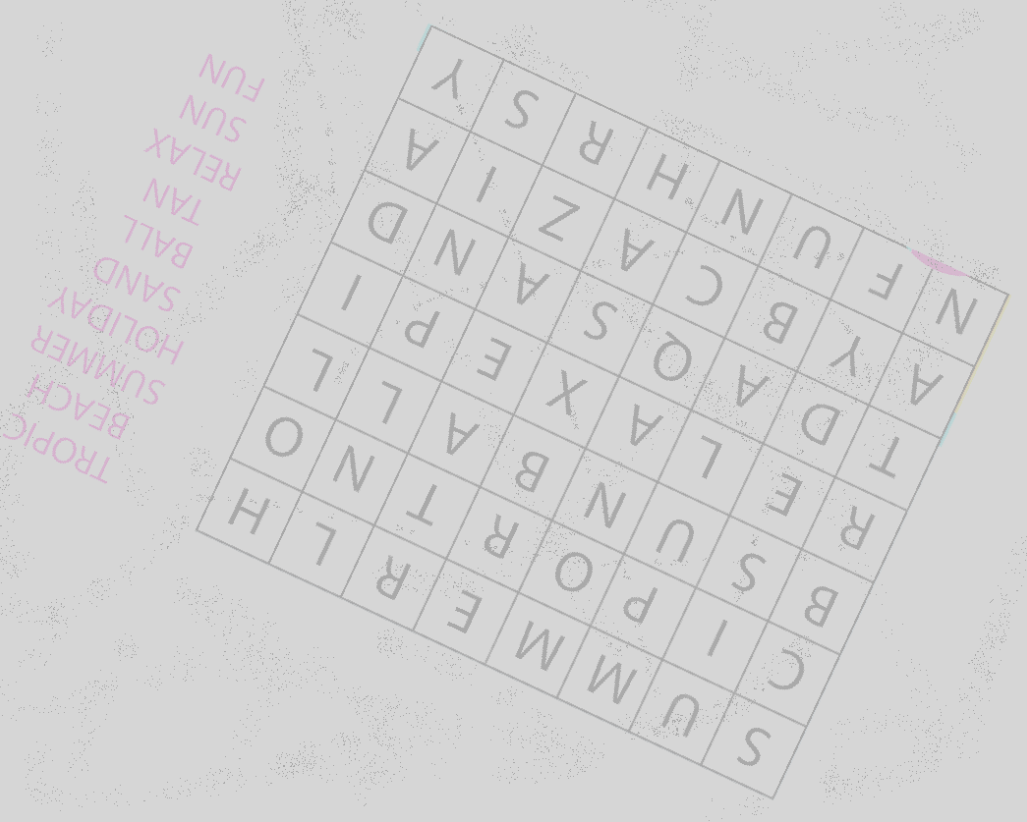 S U M M E R L H
C I P O R T N O
B S U N B A L L
R E L A X E P I
T D A Q S A N D
A Y B C A Z I A
N F U N H R S Y
TROPIC
BEACH
SUMMER
HOLIDAY
SAND
BALL
TAN
RELAX
SUN
FUN